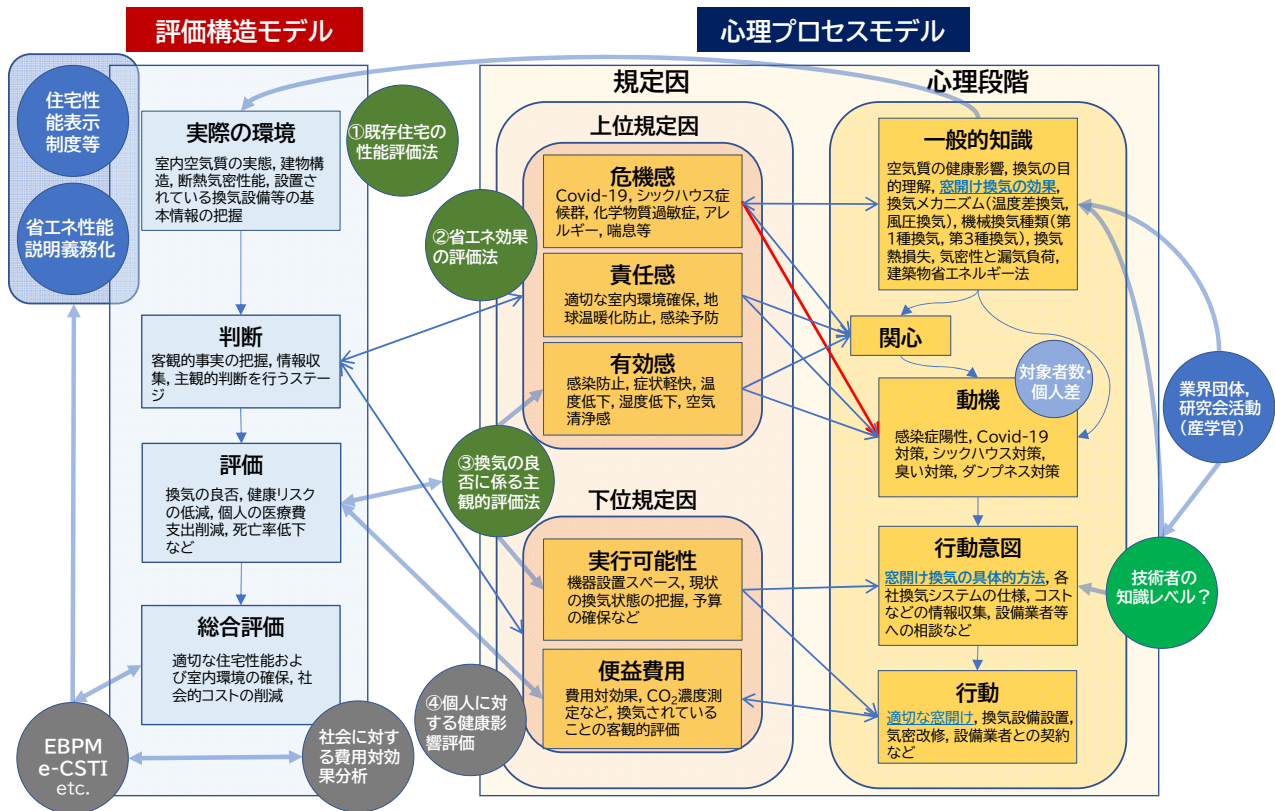 評価構造モデル
心理プロセスモデル
住宅性
能表示
制度等
省エネ性能
説明義務化
実際の環境
室内空気質の実態, 建物構
造, 断熱気密性能, 設置さ
れている換気設備等の基
本情報の把握
判断
客観的事実の把握, 情報収
集, 主観的判断を行うステー
ジ
評価
換気の良否, 健康リスク
の低減, 個人の医療費
支出削減, 死亡率低下
など
総合評価
適切な住宅性能およ
び室内環境の確保, 社
会的コストの削減
EBPM
e-CSTI
etc.
社会に対す
る費用対効
果分析
①既存住宅の
性能評価法
②省エネ効果
の評価法
③換気の良
否に係る主
観的評価法
④個人に対
する健康影
響評価
規定因
上位規定因
危機感
Covid-19, シックハウス症
候群, 化学物質過敏症, アレ
ルギー, 喘息等
責任感
適切な室内環境確保, 地
球温暖化防止, 感染予防
有効感
感染防止, 症状軽快, 温
度低下, 湿度低下, 空気
清浄感
下位規定因
実行可能性
機器設置スペース, 現状
の換気状態の把握, 予算
の確保など
便益費用
費用対効果, CO₂濃度測
定など, 換気されている
ことの客観的評価
心理段階
一般的知識
空気質の健康影響, 換気の目
的理解, 窓開け換気の効果,
換気メカニズム(温度差換気,
風圧換気), 機械換気種類(第
1種換気, 第3種換気), 換気
熱損失, 気密性と漏気負荷,
建築物省エネルギー法
関心
対象者数・
個人差
動機
感染症陽性, Covid-19
対策, シックハウス対策,
臭い対策, ダンプネス対策
行動意図
窓開け換気の具体的方法, 各
社換気システムの仕様, コスト
などの情報収集, 設備業者等
への相談など
行動
適切な窓開け, 換気設備設置,
気密改修, 設備業者との契約
など
業界団体,
研究会活動
(産学官)
技術者の
知識レベル?